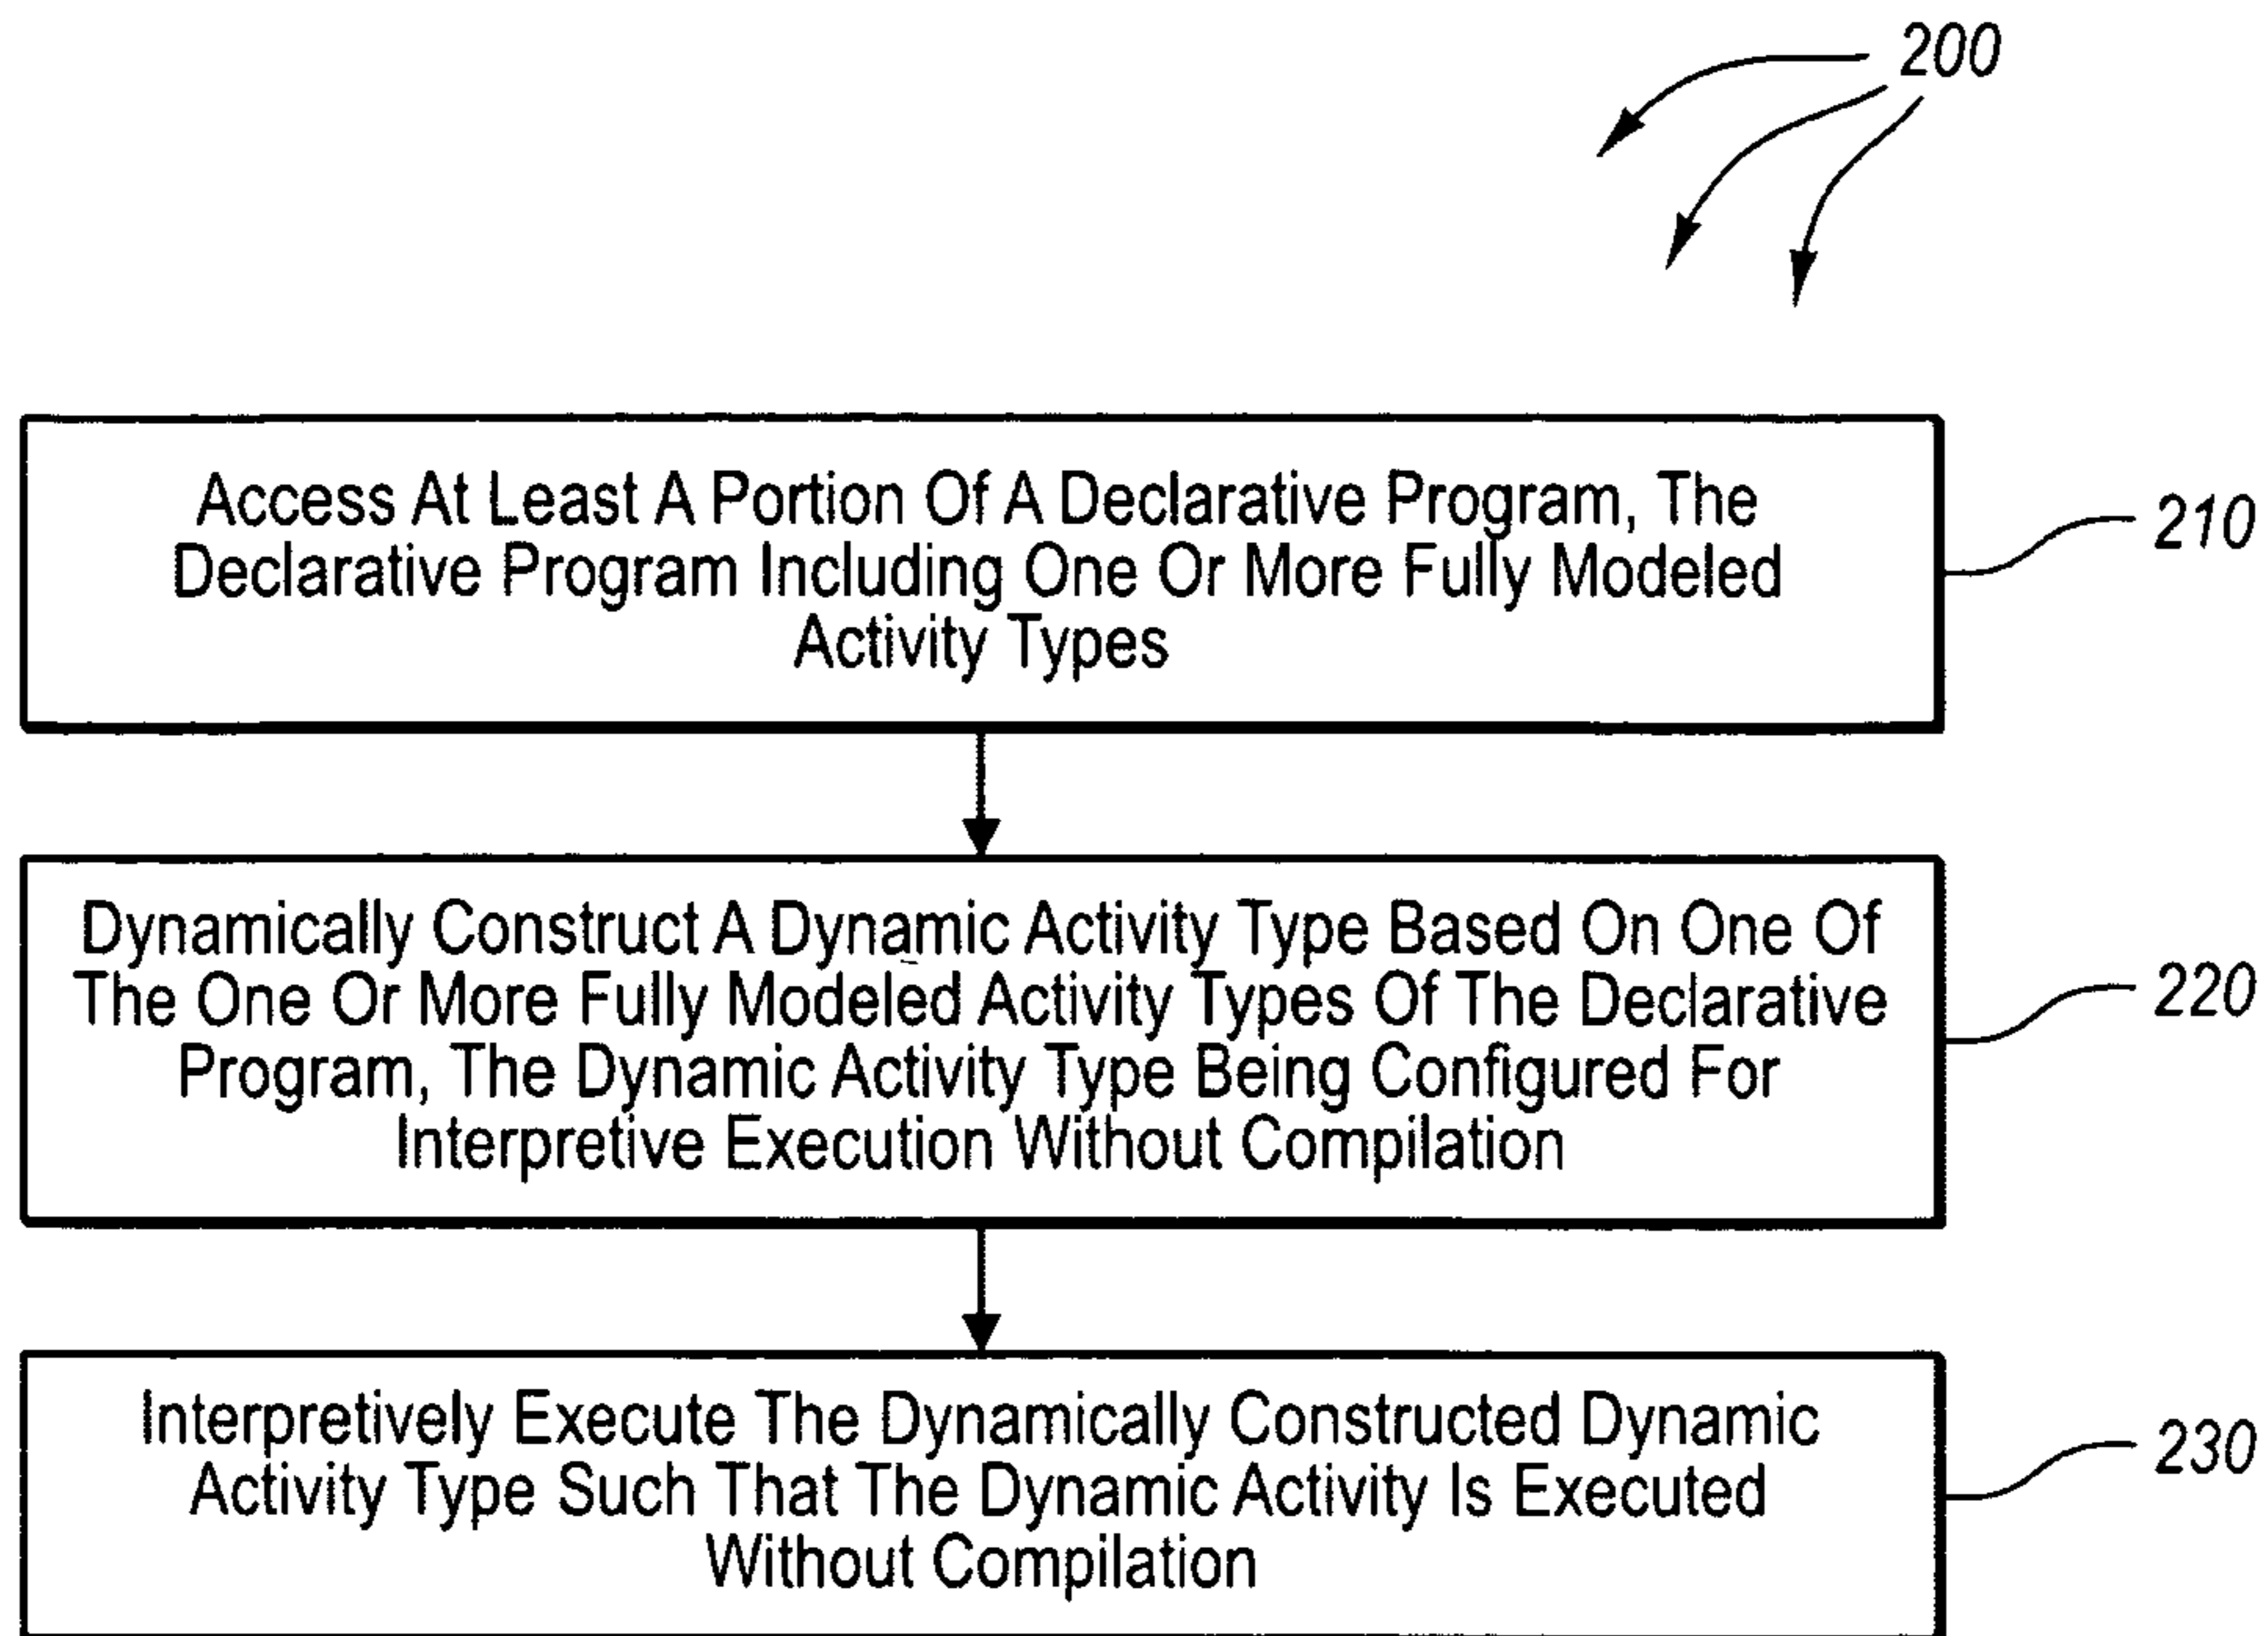 200
Access At Least A Portion Of A Declarative Program, The
Declarative Program Including One Or More Fully Modeled
Activity Types
210
Dynamically Construct A Dynamic Activity Type Based On One Of
The One Or More Fully Modeled Activity Types Of The Declarative
Program, The Dynamic Activity Type Being Configured For
Interpretive Execution Without Compilation
220
Interpretively Execute The Dynamically Constructed Dynamic
Activity Type Such That The Dynamic Activity Is Executed
Without Compilation
230